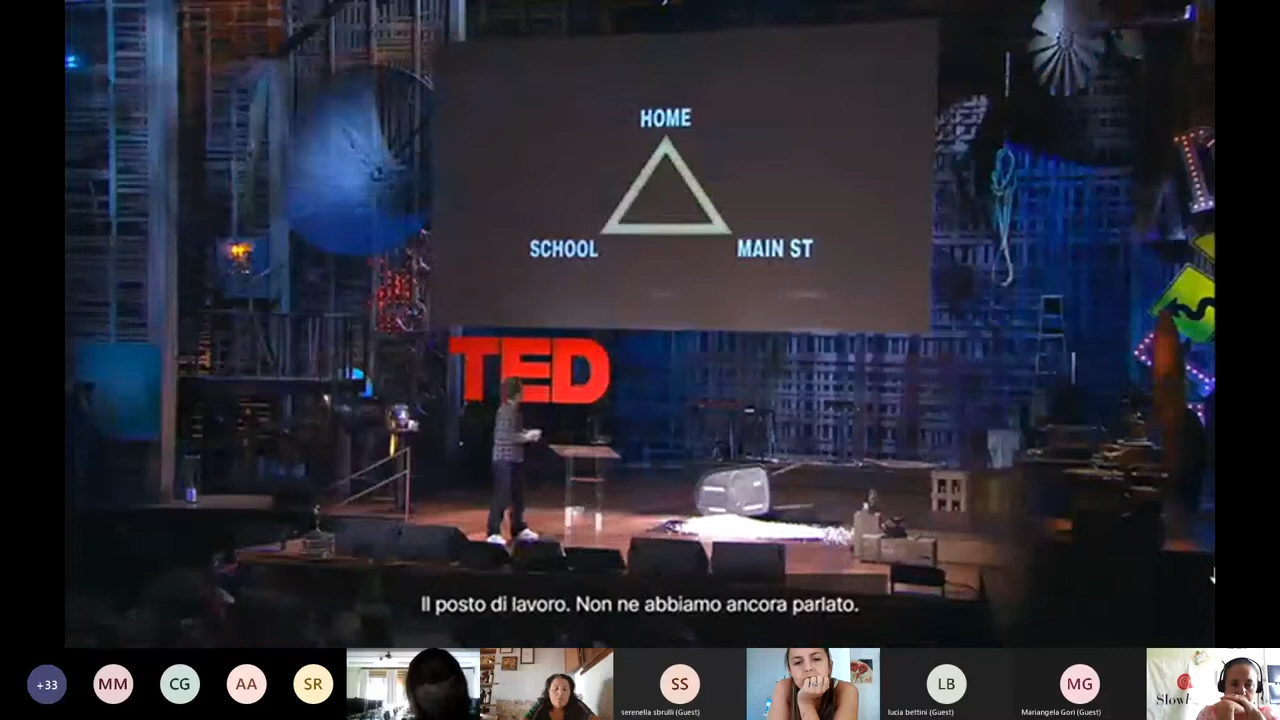 HOME
SCHOOL
MAIN ST
TED
Il posto di lavoro. Non ne abbiamo ancora parlato.
+33
MM
CG
AA
SR
SS
serenella sbrulli (Guest)
LB
lucia bettini (Guest)
MG
Mariangela Gori (Guest)